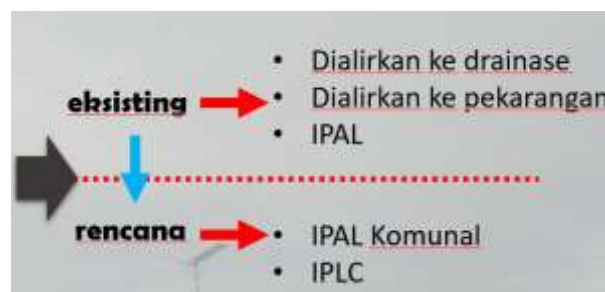 • Dialirkan ke drainase
eksisting
• Dialirkan ke pekarangan
• IPAL
rencana
• IPAL Komunal
• IPLC